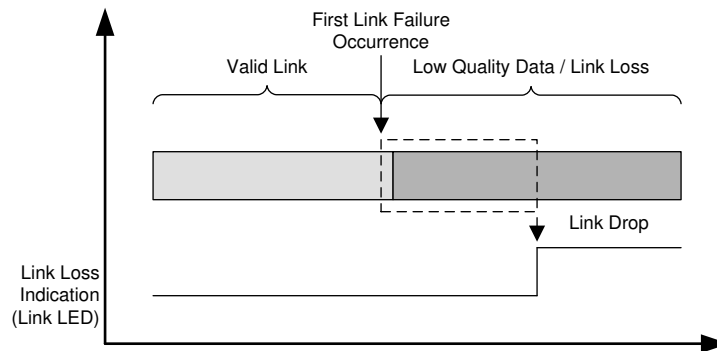 First Link Failure
Occurrence
Valid Link
Low Quality Data / Link Loss
Link Drop
Link Loss
Indication
(Link LED)